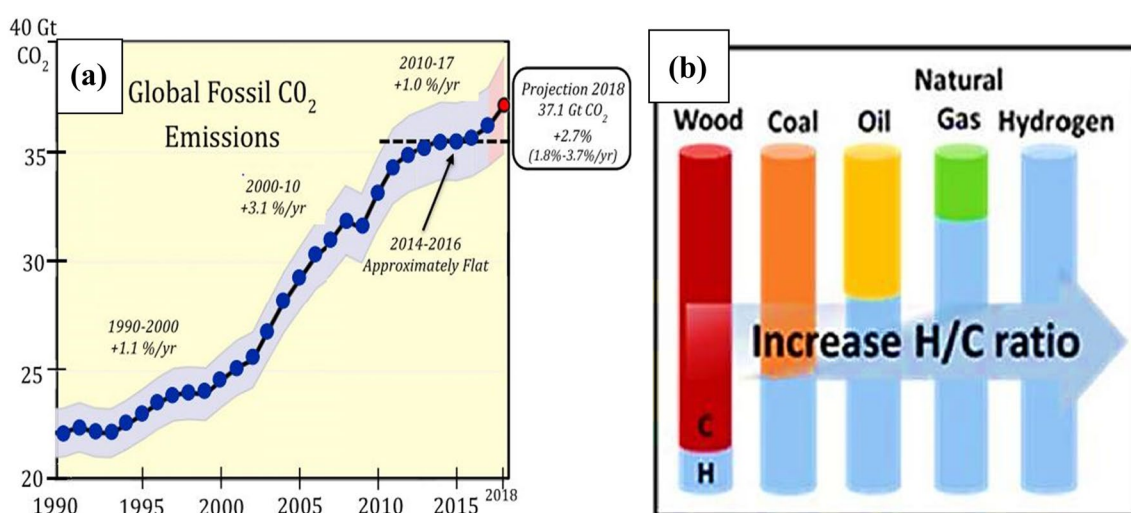 40 Gt
CO2
(a)
Global Fossil CO2
Emissions
2010-17
+1.0 %/yr
Projection 2018
37.1 Gt CO2
+2.7%
(1.8%-3.7%/yr)
35
2000-10
+3.1 %/yr
2014-2016
Approximately Flat
30
1990-2000
+1.1 %/yr
25
20
1990 1995 2000 2005 2010 2015 2018
(b)
Natural
Wood Coal Oil Gas Hydrogen
Increase H/C ratio
C
H